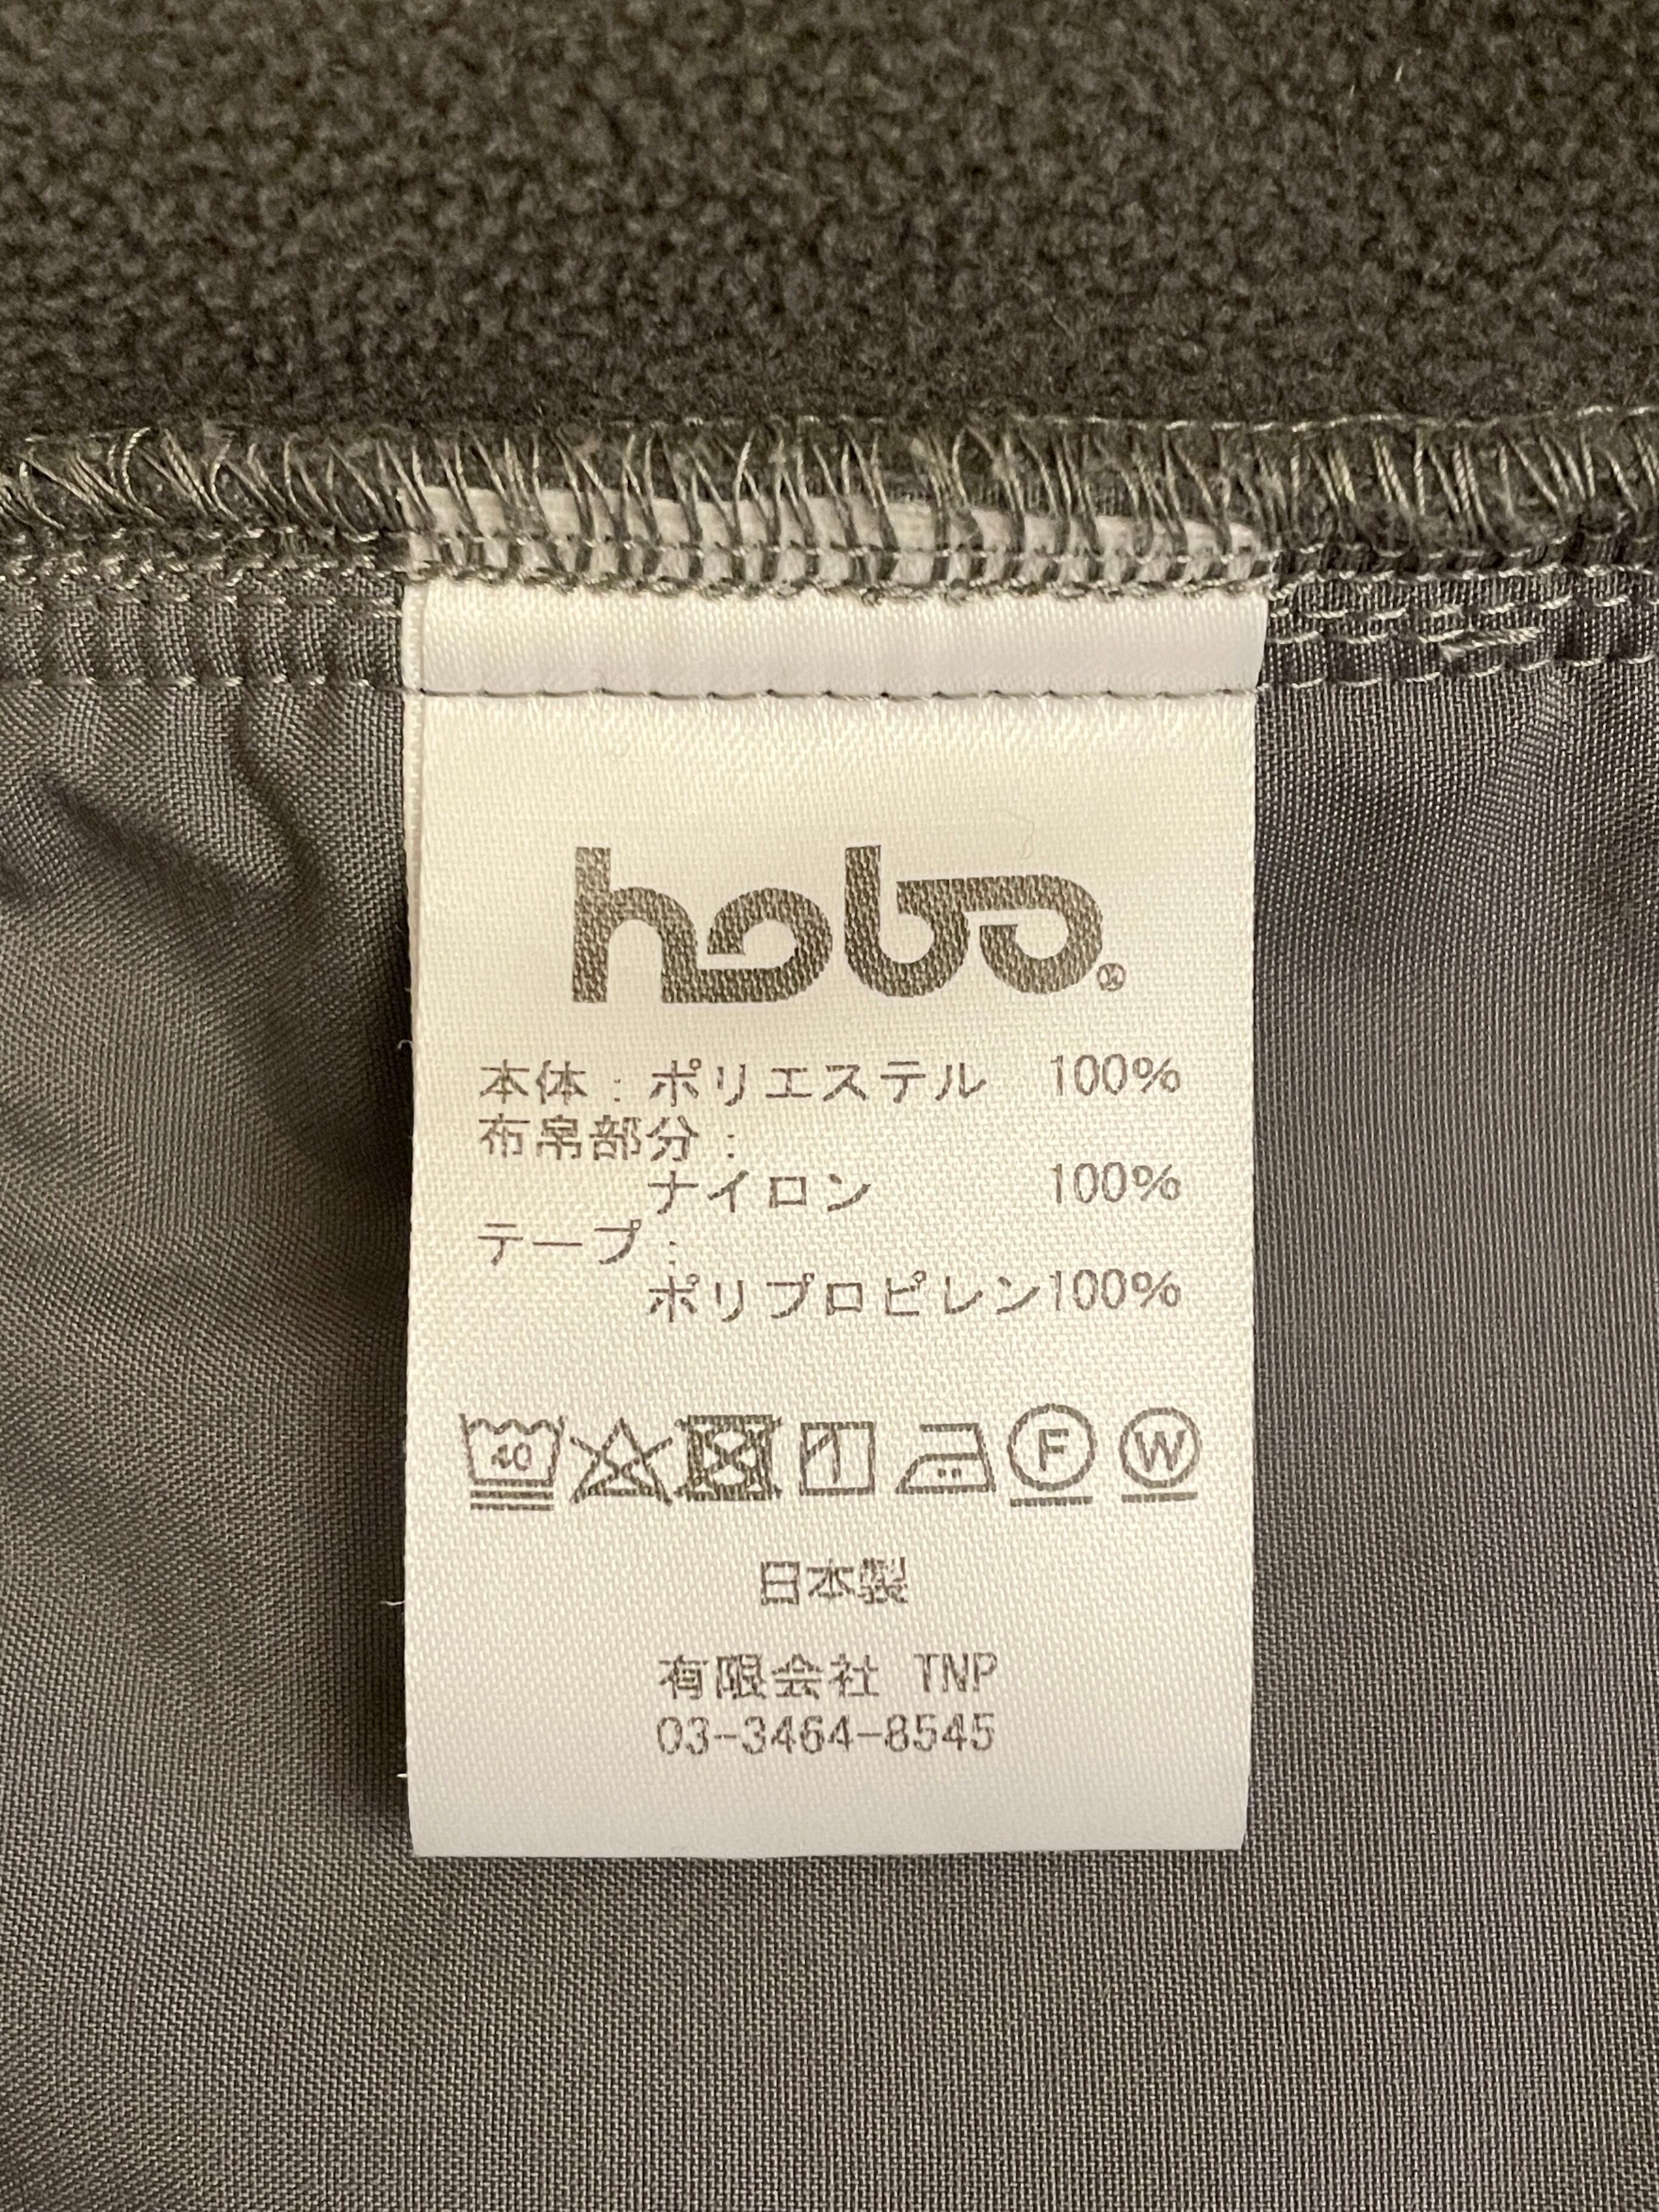 hobo®
本体：ポリエステル 100%
布帛部分：
ナイロン 100%
テープ：
ポリプロピレン100%
40
F W
日本製
有限会社 TNP
03-3464-8545